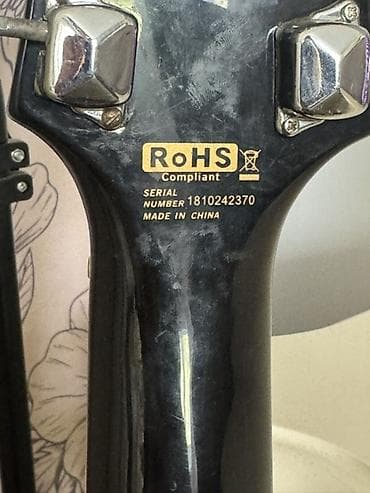 RoHS
Compliant
SERIAL
NUMBER 1810242370
MADE IN CHINA